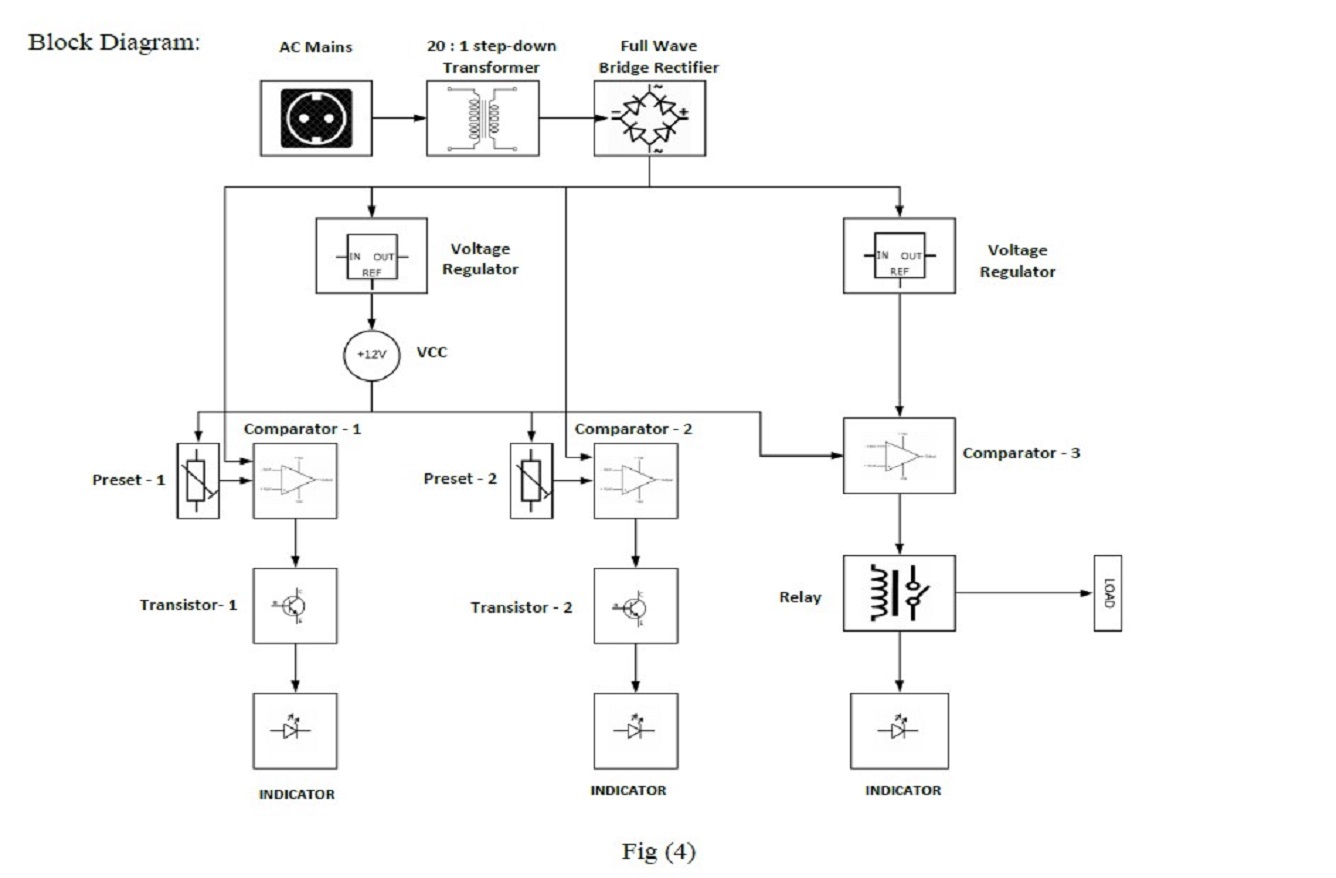 Block Diagram:
AC Mains
20 : 1 step-down
Transformer
Full Wave
Bridge Rectifier
~
−
+
~
IN OUT
REF
Voltage
Regulator
IN OUT
REF
Voltage
Regulator
+12V
VCC
Comparator - 1
Comparator - 2
Comparator - 3
Preset - 1
Preset - 2
Transistor- 1
Transistor - 2
Relay
LOAD
INDICATOR
INDICATOR
INDICATOR
Fig (4)